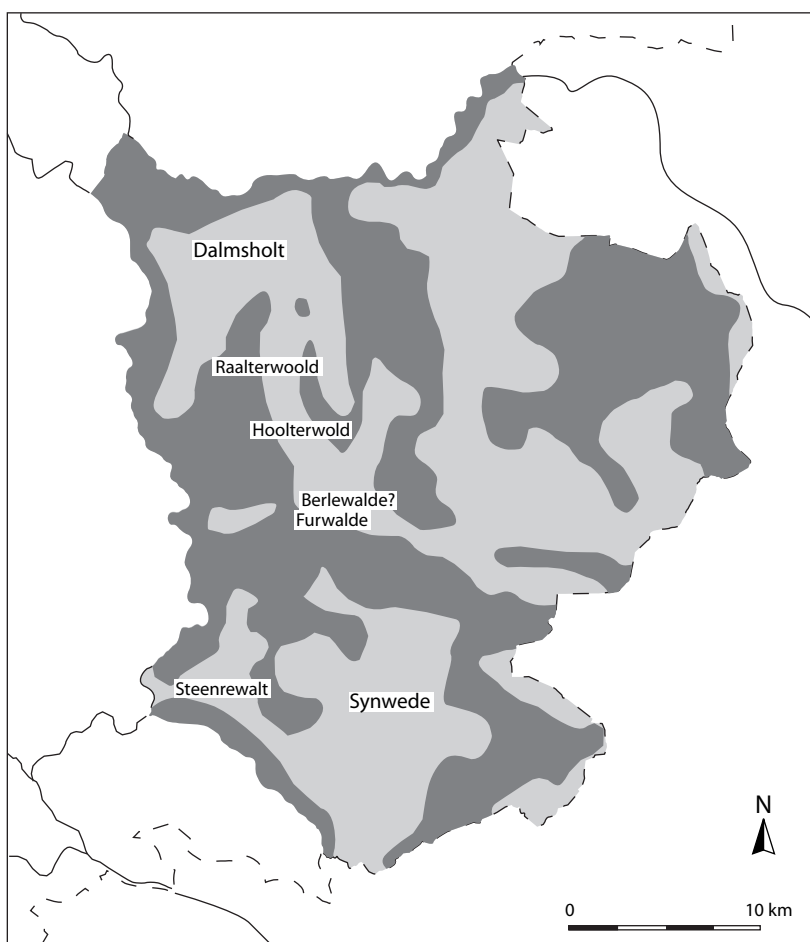 Dalmsholt
Raalterwoold
Hoolterwold
Berlewalde?
Furwalde
Steenrewalt
Synwede
N
0 10 km